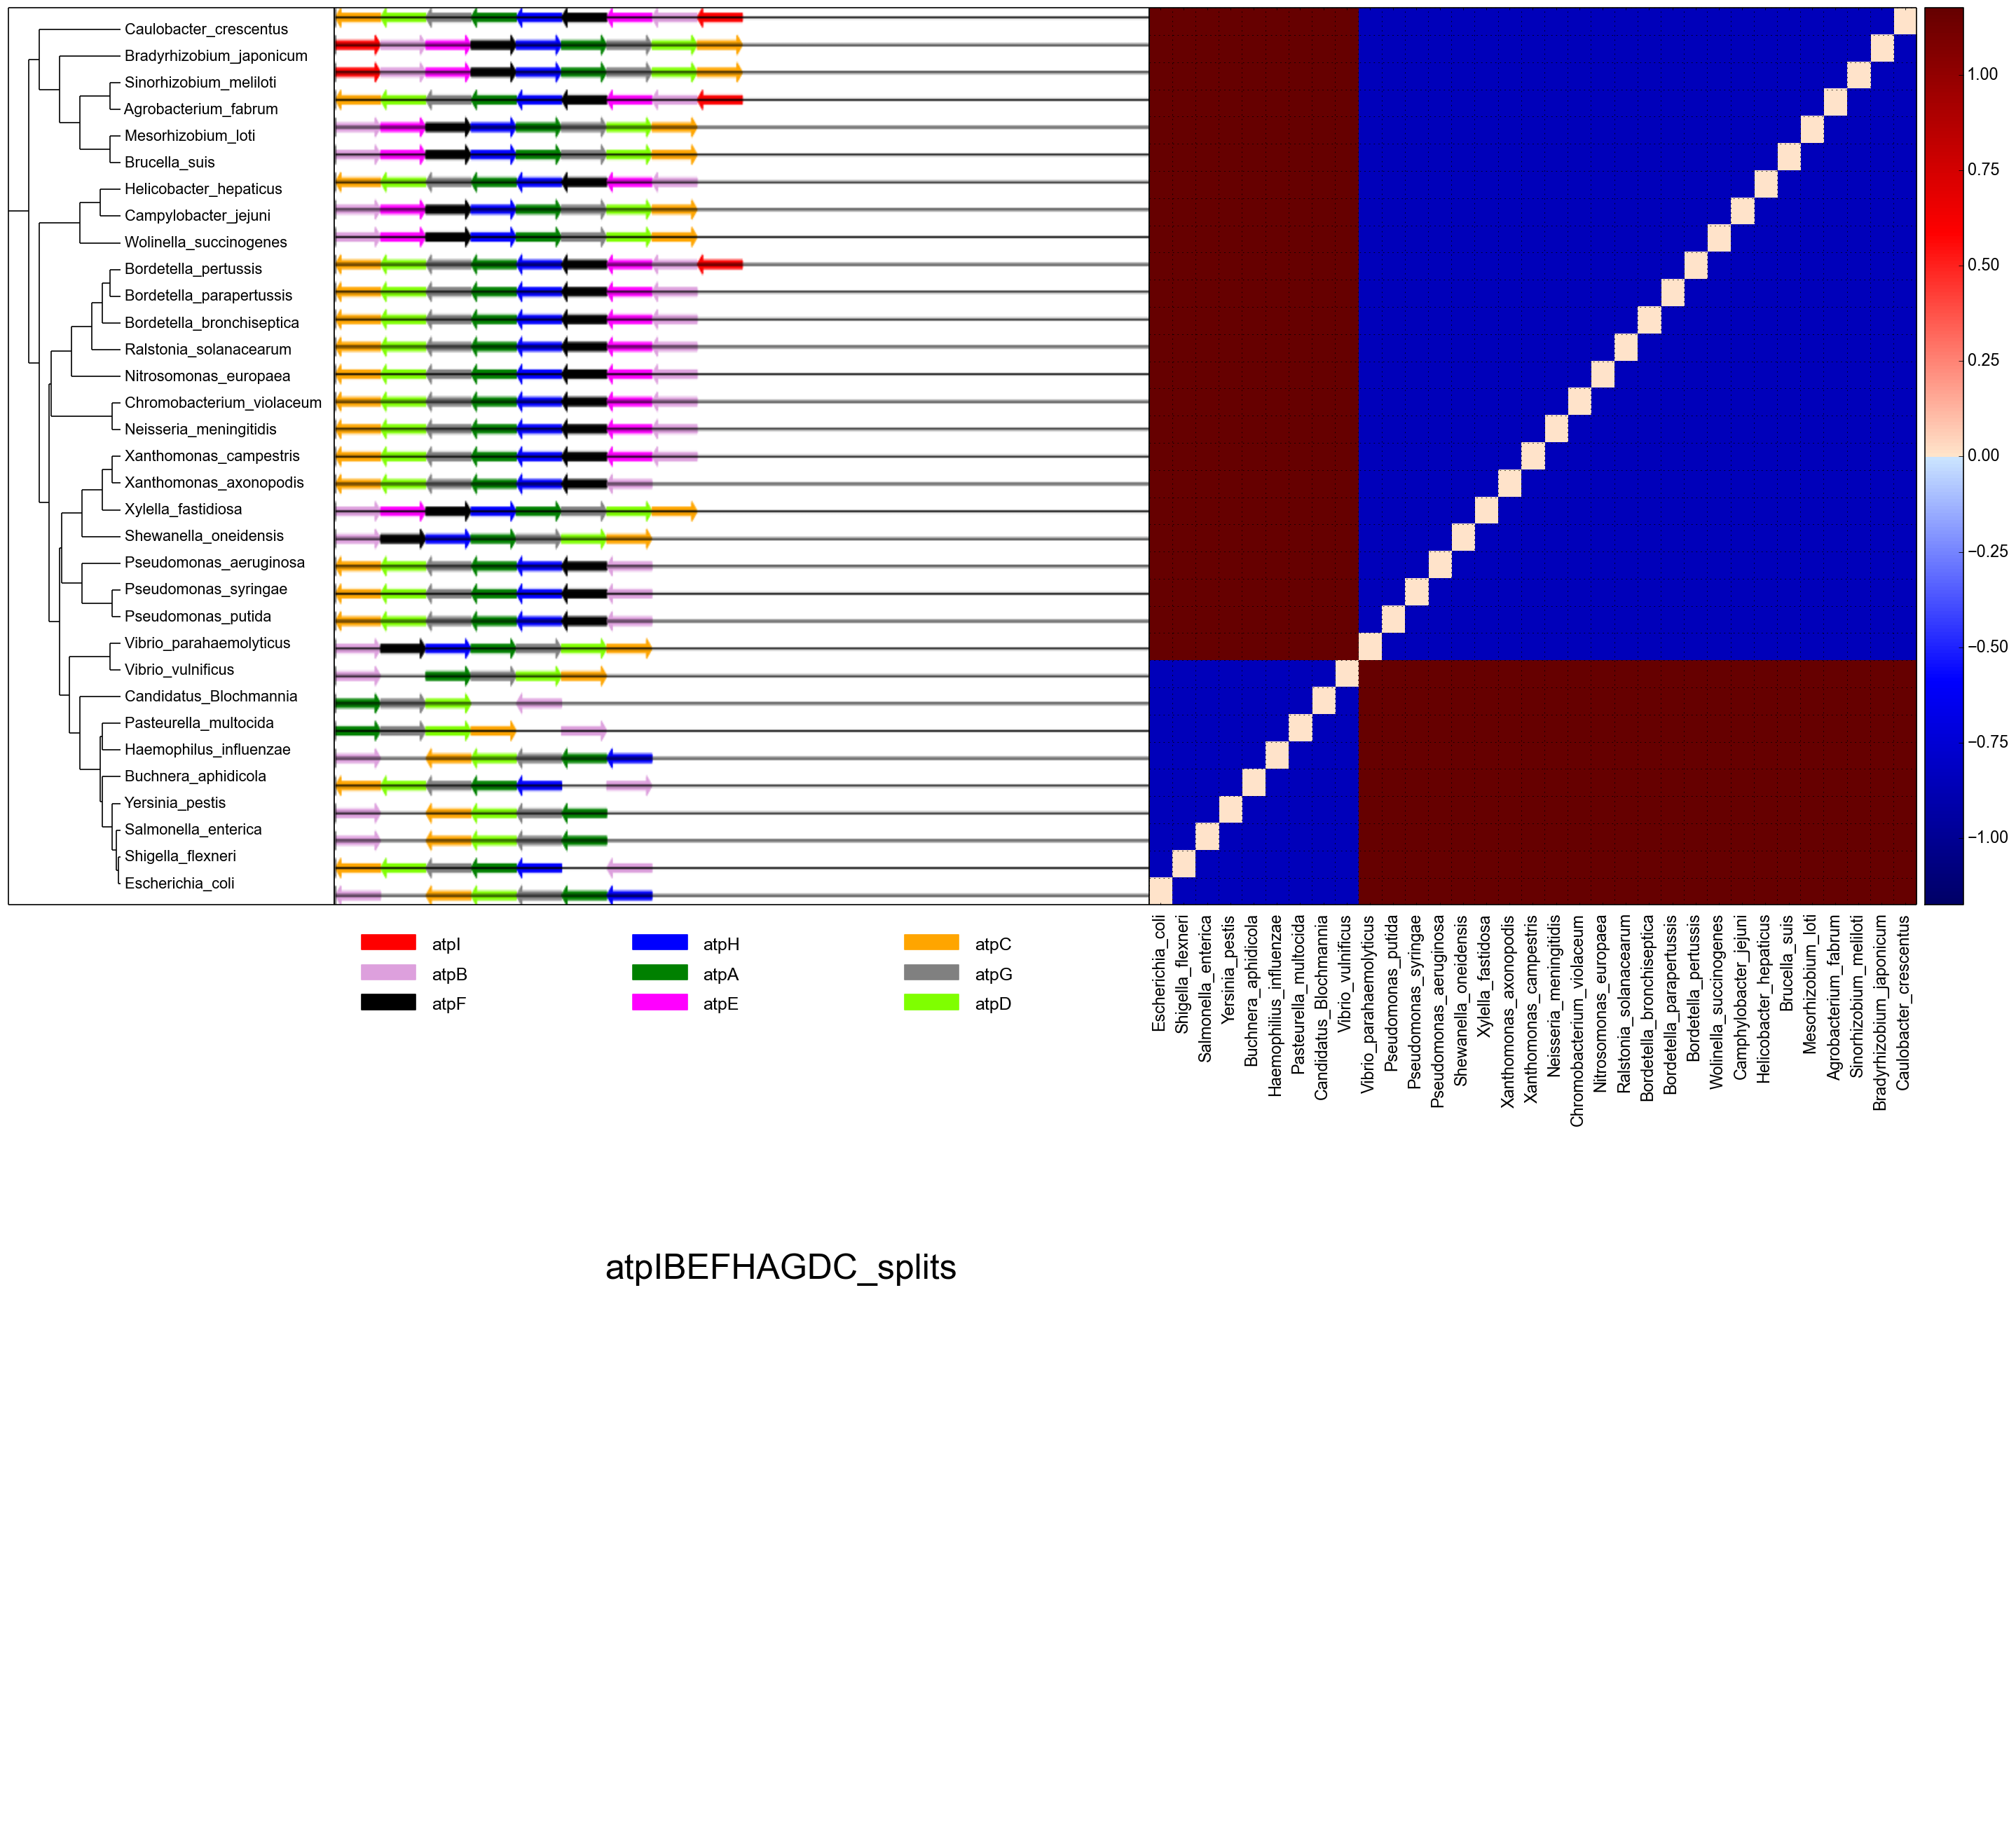 Caulobacter_crescentus
Bradyrhizobium_japonicum
Sinorhizobium_meliloti
Agrobacterium_fabrum
Mesorhizobium_loti
Brucella_suis
Helicobacter_hepaticus
Campylobacter_jejuni
Wolinella_succinogenes
Bordetella_pertussis
Bordetella_parapertussis
Bordetella_bronchiseptica
Ralstonia_solanacearum
Nitrosomonas_europaea
Chromobacterium_violaceum
Neisseria_meningitidis
Xanthomonas_campestris
Xanthomonas_axonopodis
Xylella_fastidiosa
Shewanella_oneidensis
Pseudomonas_aeruginosa
Pseudomonas_syringae
Pseudomonas_putida
Vibrio_parahaemolyticus
Vibrio_vulnificus
Candidatus_Blochmannia
Pasteurella_multocida
Haemophilus_influenzae
Buchnera_aphidicola
Yersinia_pestis
Salmonella_enterica
Shigella_flexneri
Escherichia_coli
1.00
0.75
0.50
0.25
0.00
−0.25
−0.50
−0.75
−1.00
atpI
atpH
atpC
atpB
atpA
atpG
atpF
atpE
atpD
Escherichia_coli
Shigella_flexneri
Salmonella_enterica
Yersinia_pestis
Buchnera_aphidicola
Haemophilius_influenzae
Pasteurella_multocida
Candidatus_Blochmannia
Vibrio_vulnificus
Vibrio_parahaemolyticus
Pseudomonas_putida
Pseudomonas_syringae
Pseudomonas_aeruginosa
Shewanella_oneidensis
Xylella_fastidosa
Xanthomonas_axonopodis
Xanthomonas_campestris
Neisseria_meningitidis
Chromobacterium_violaceum
Nitrosomonas_europaea
Ralstonia_solanacearum
Bordetella_bronchiseptica
Bordetella_parapertussis
Bordetella_pertussis
Wolinella_succinogenes
Camphylobacter_jejuni
Helicobacter_hepaticus
Brucella_suis
Mesorhizobium_loti
Agrobacterium_fabrum
Sinorhizobium_meliloti
Bradyrhizobium_japonicum
Caulobacter_crescentus
atpIBEFHAGDC_splits